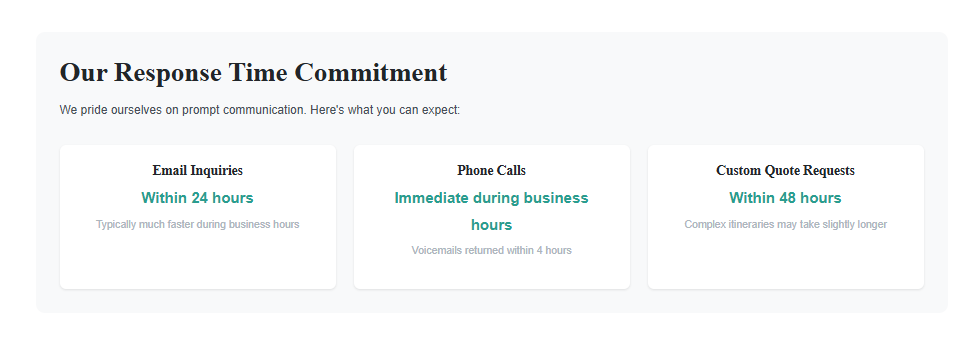 Our Response Time Commitment
We pride ourselves on prompt communication. Here's what you can expect:
Email Inquiries
Within 24 hours
Typically much faster during business hours
Phone Calls
Immediate during business
hours
Voicemails returned within 4 hours
Custom Quote Requests
Within 48 hours
Complex itineraries may take slightly longer